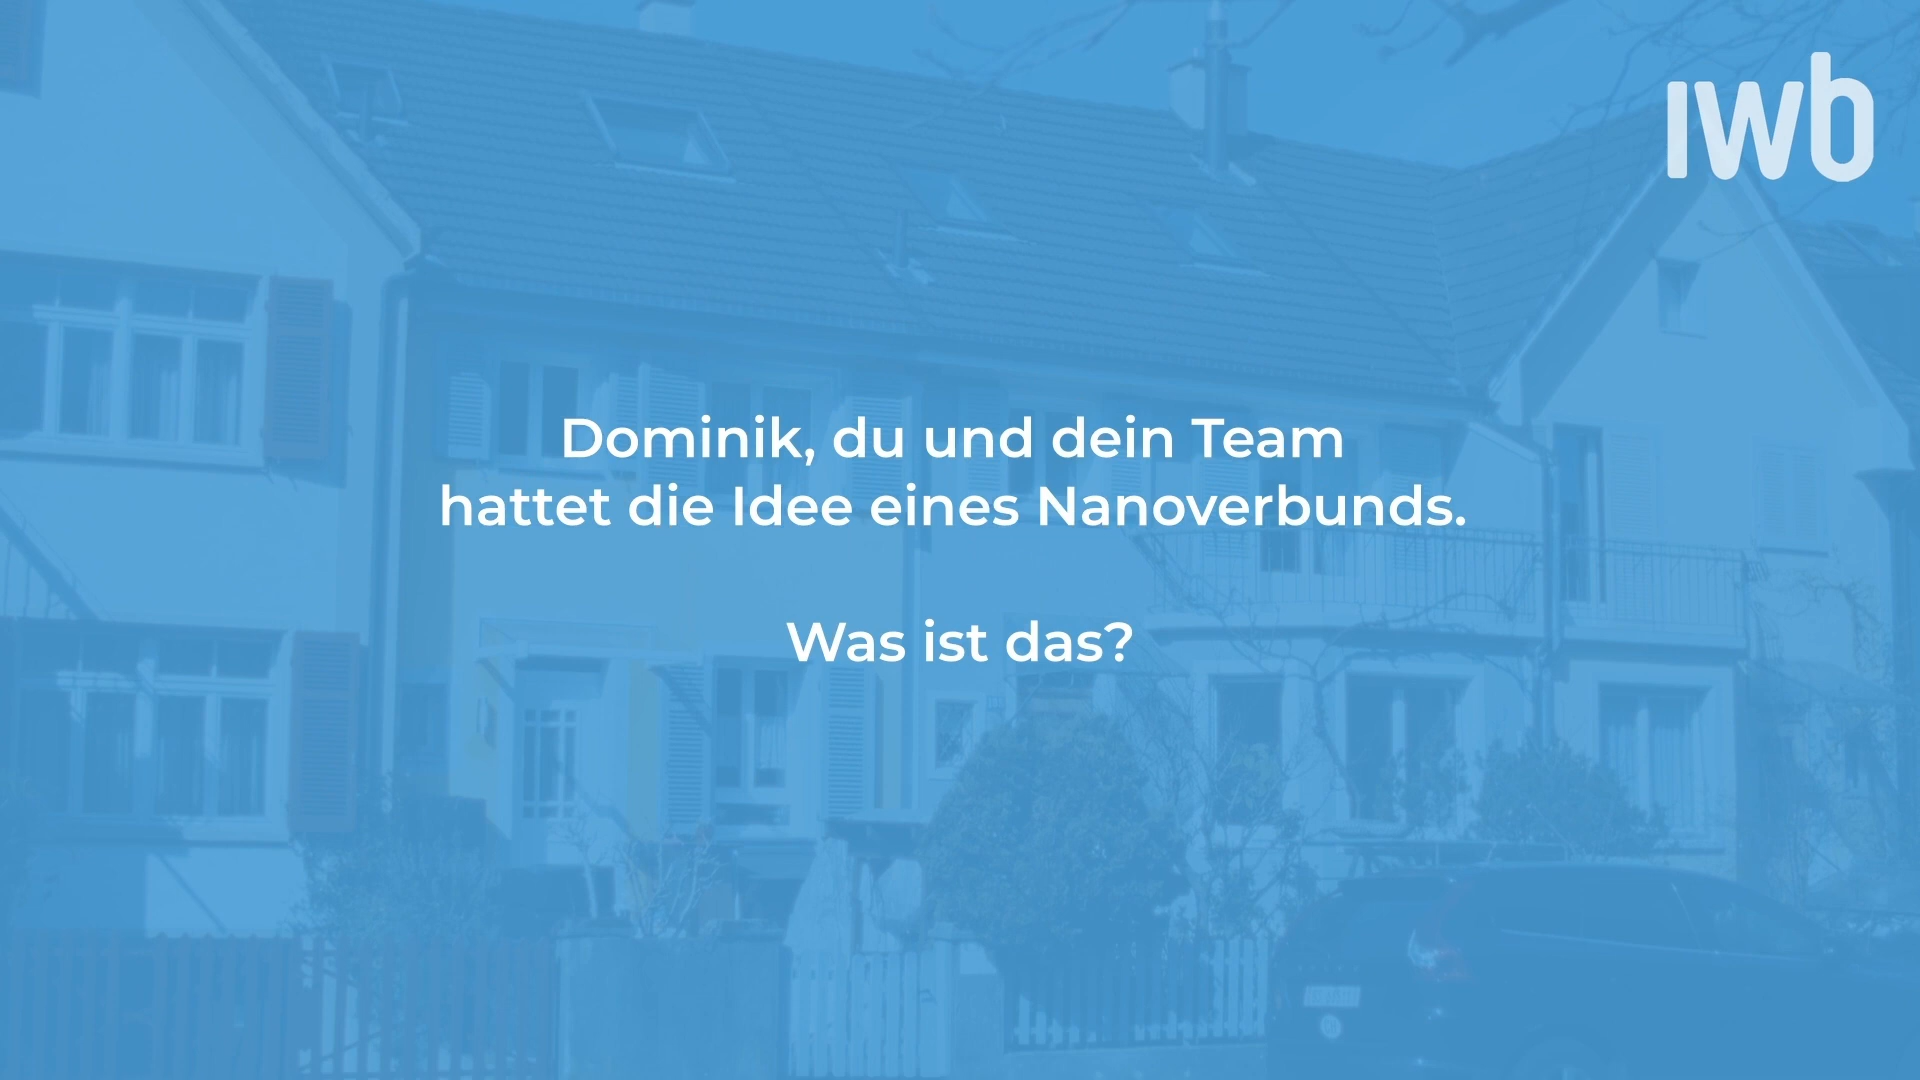 iwb
Dominik, du und dein Team
hattet die Idee eines Nanoverbunds.
Was ist das?